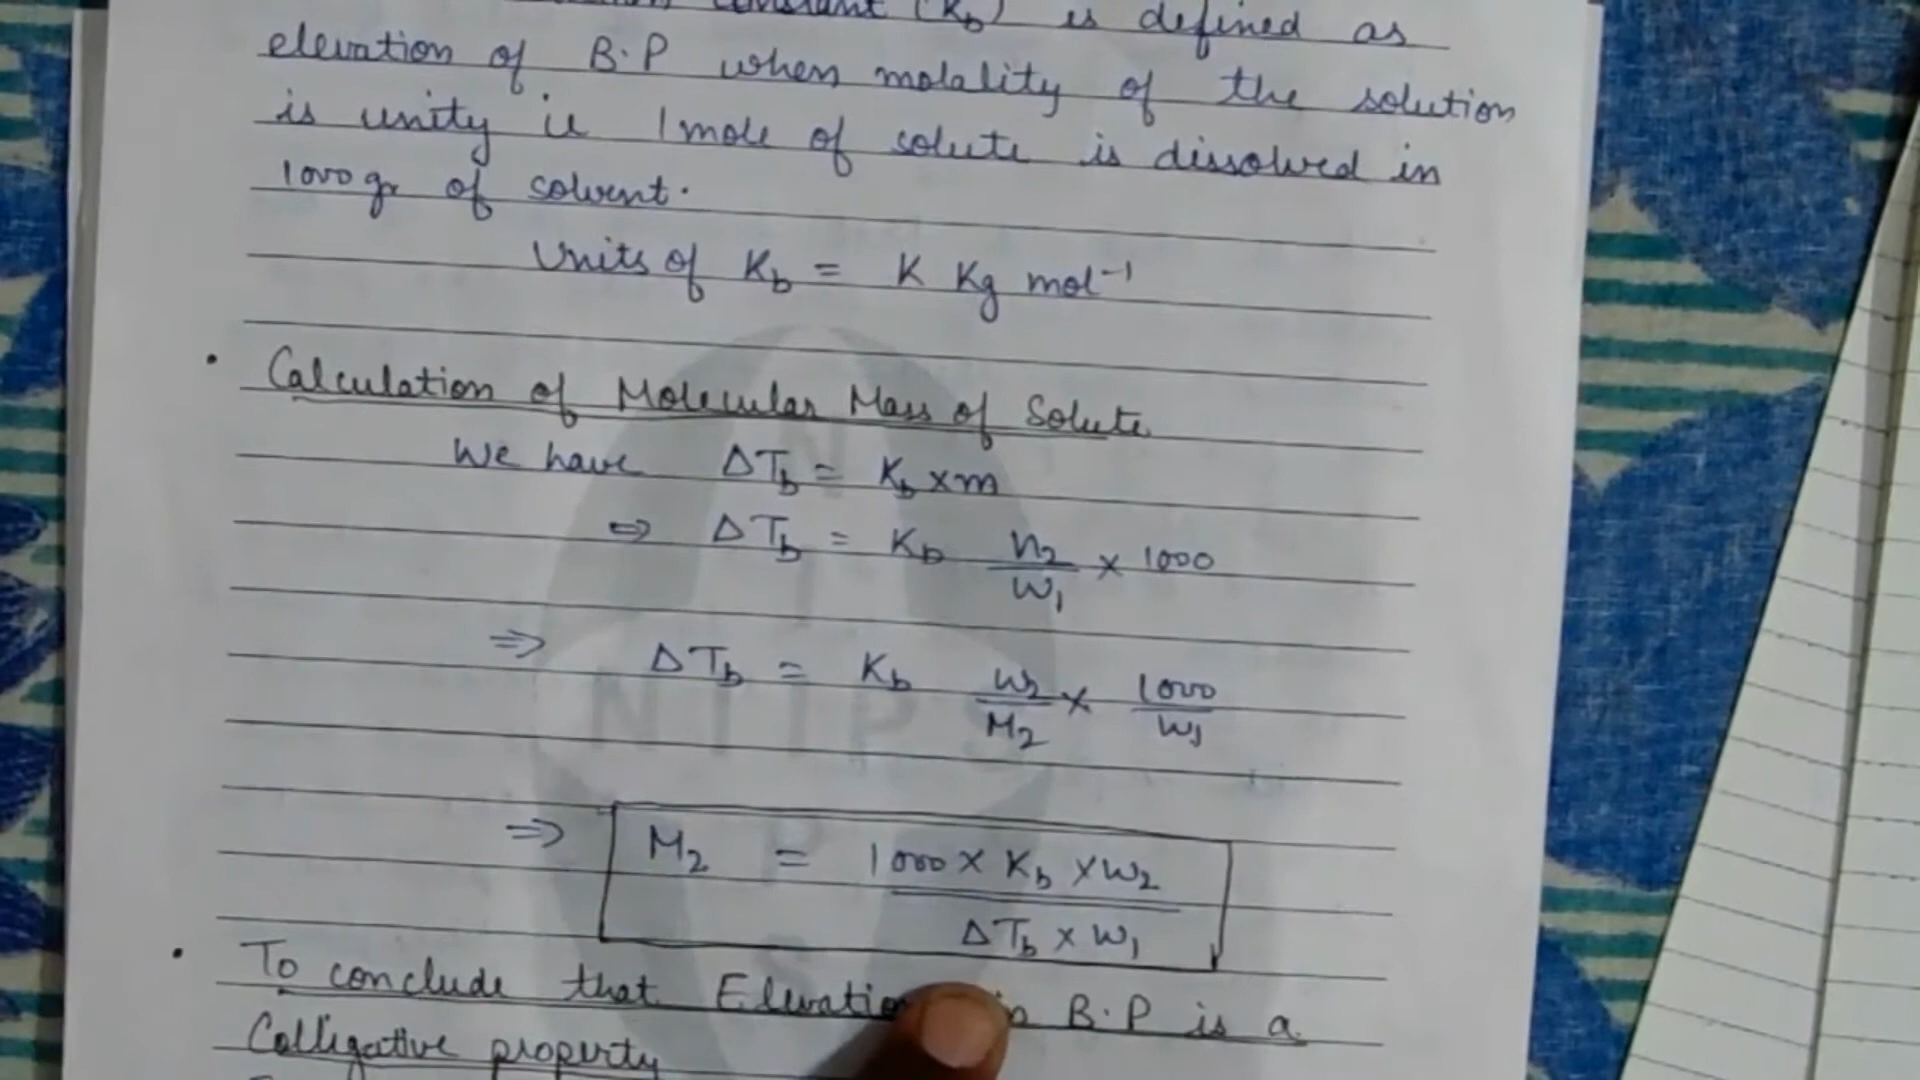 constant (Kb) is defined as
elevation of B.P when molality of the solution
is unity ie 1 mole of solute is dissolved in
1000 gr of solvent.
Units of Kb = K Kg mol⁻¹
• Calculation of Molecular Mass of Solute
We have ΔTb = Kb × m
⇒ ΔTb = Kb n2/W1 × 1000
⇒ ΔTb = Kb w2/M2 × 1000/W1
⇒ M2 = 1000 × Kb × W2 / ΔTb × W1
• To conclude that Elevation in B.P is a
Colligative property